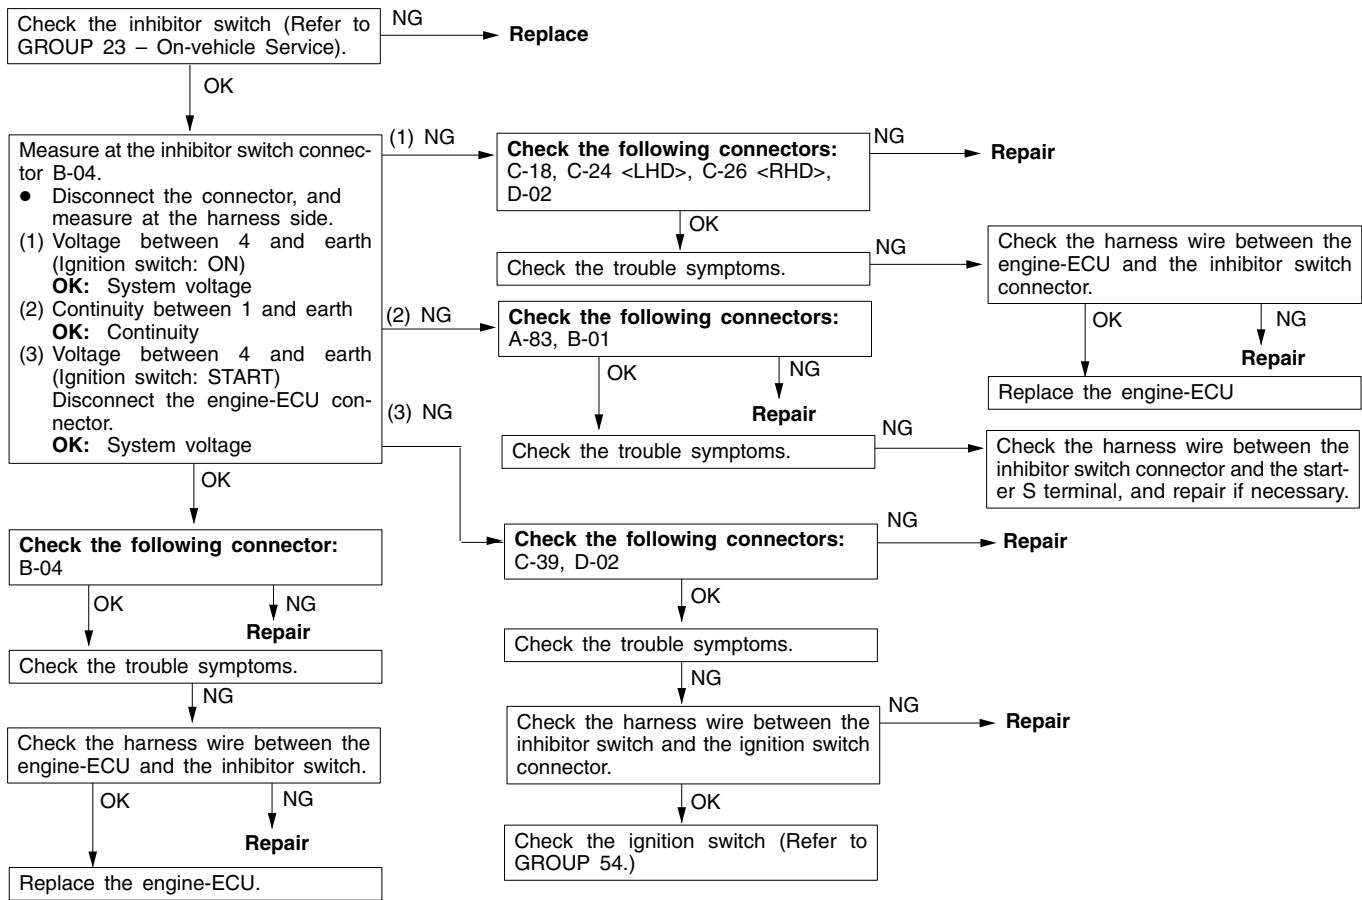 Check the inhibitor switch (Refer to
GROUP 23 – On-vehicle Service).
NG
Replace
OK
Measure at the inhibitor switch connec-
tor B-04.
● Disconnect the connector, and
measure at the harness side.
(1) Voltage between 4 and earth
(Ignition switch: ON)
OK: System voltage
(2) Continuity between 1 and earth
OK: Continuity
(3) Voltage between 4 and earth
(Ignition switch: START)
Disconnect the engine-ECU con-
nector.
OK: System voltage
(1) NG
Check the following connectors:
C-18, C-24 <LHD>, C-26 <RHD>,
D-02
NG
Repair
OK
Check the trouble symptoms.
NG
Check the harness wire between the
engine-ECU and the inhibitor switch
connector.
OK
NG
Repair
Replace the engine-ECU
(2) NG
Check the following connectors:
A-83, B-01
OK
NG
Repair
Check the trouble symptoms.
NG
Check the harness wire between the
inhibitor switch connector and the start-
er S terminal, and repair if necessary.
(3) NG
Check the following connectors:
C-39, D-02
NG
Repair
OK
Check the trouble symptoms.
NG
Check the harness wire between the
inhibitor switch and the ignition switch
connector.
NG
Repair
OK
Check the ignition switch (Refer to
GROUP 54.)
OK
Check the following connector:
B-04
OK
NG
Repair
Check the trouble symptoms.
NG
Check the harness wire between the
engine-ECU and the inhibitor switch.
OK
NG
Repair
Replace the engine-ECU.